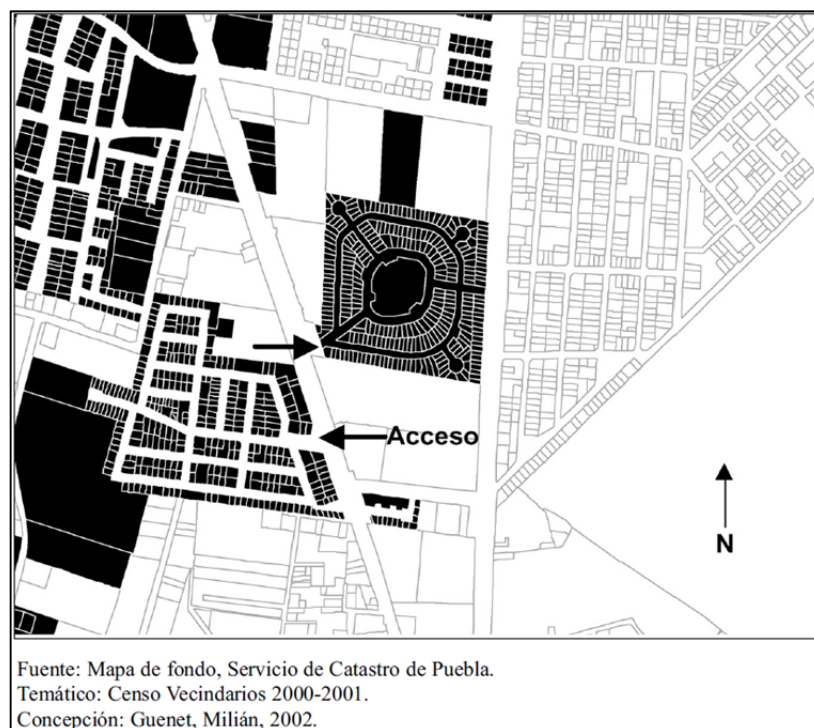 Acceso
N
Fuente: Mapa de fondo, Servicio de Catastro de Puebla.
Temático: Censo Vecindarios 2000-2001.
Concepción: Guenet, Milián, 2002.